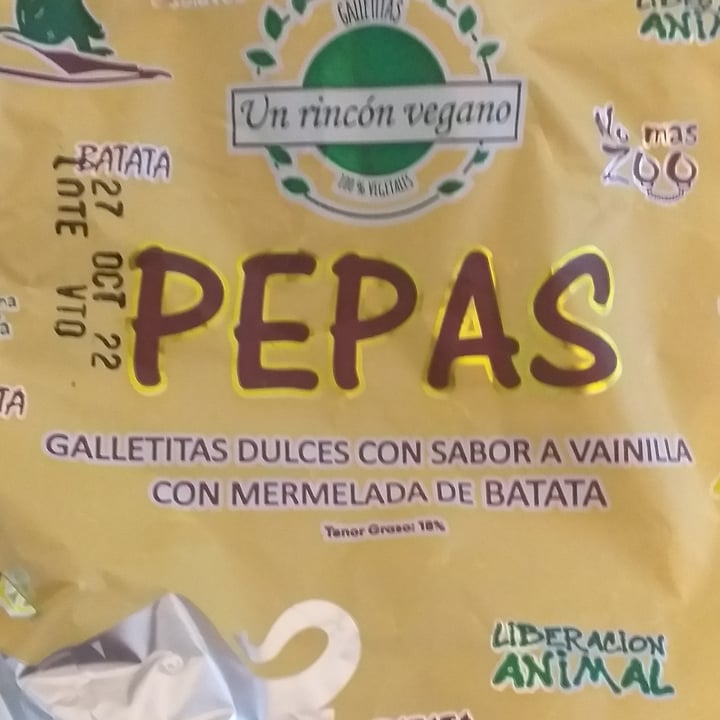 GALLETITAS
LIBERACION
ANIMAL
Un rincón vegano
No mas
ZOO
BATATA
100 % VEGETALES
27 OCT 22
LOTE VTO
PEPAS
GALLETITAS DULCES CON SABOR A VAINILLA
CON MERMELADA DE BATATA
Tenor Graso: 18%
LIBERACION
ANIMAL